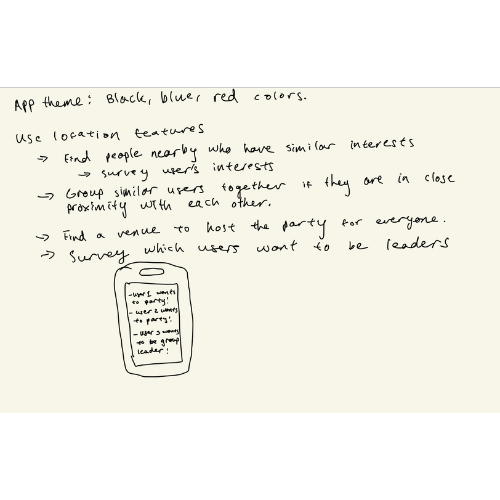 App theme: Black, blue, red colors.
Use location features
→ Find people nearby who have similar interests
→ survey user's interests
→ Group similar users together if they are in close
proximity with each other.
→ Find a venue to host the party for everyone.
→ Survey which users want to be leaders
- user 1 wants
to party!
- user 2 wants
to party!
- user 3 wants
to be group
leader!